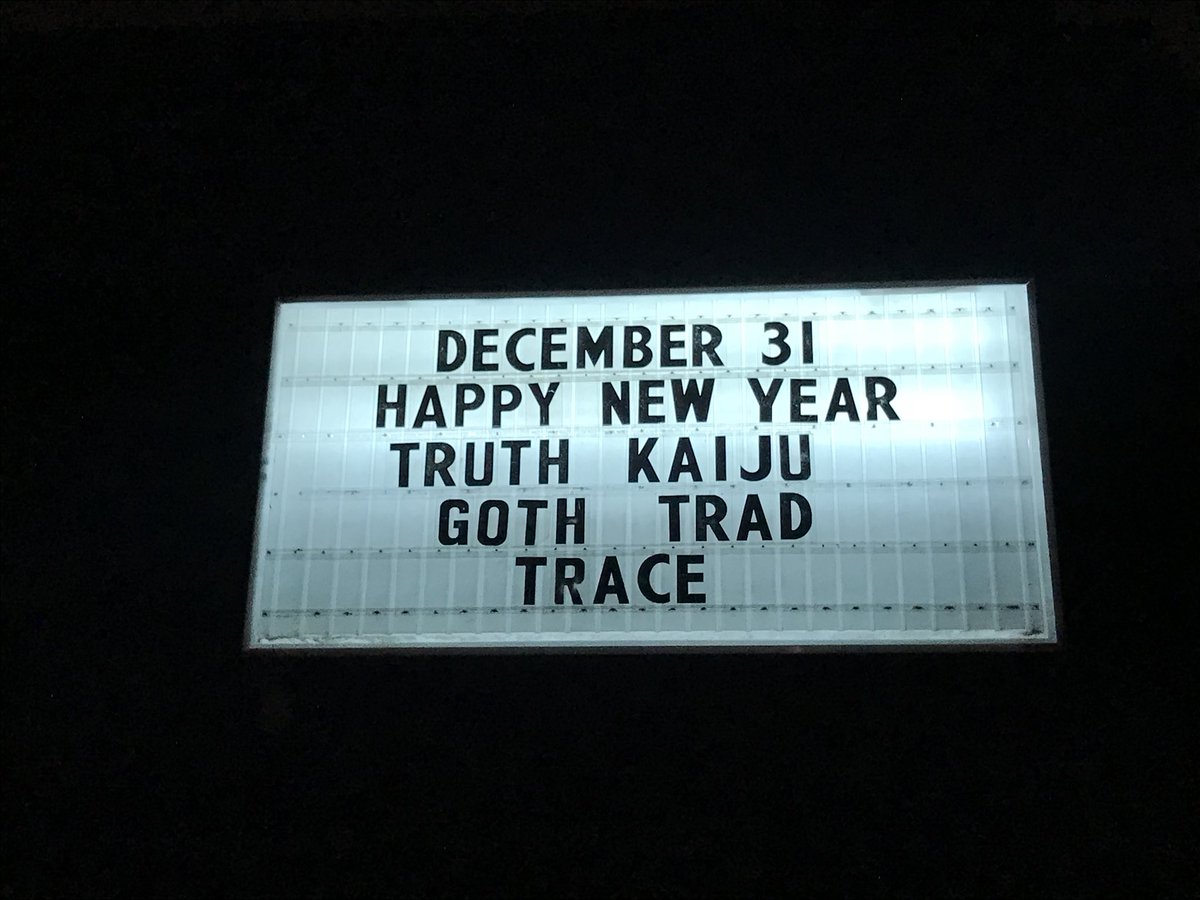 DECEMBER 31
HAPPY NEW YEAR
TRUTH KAIJU
GOTH TRAD
TRACE